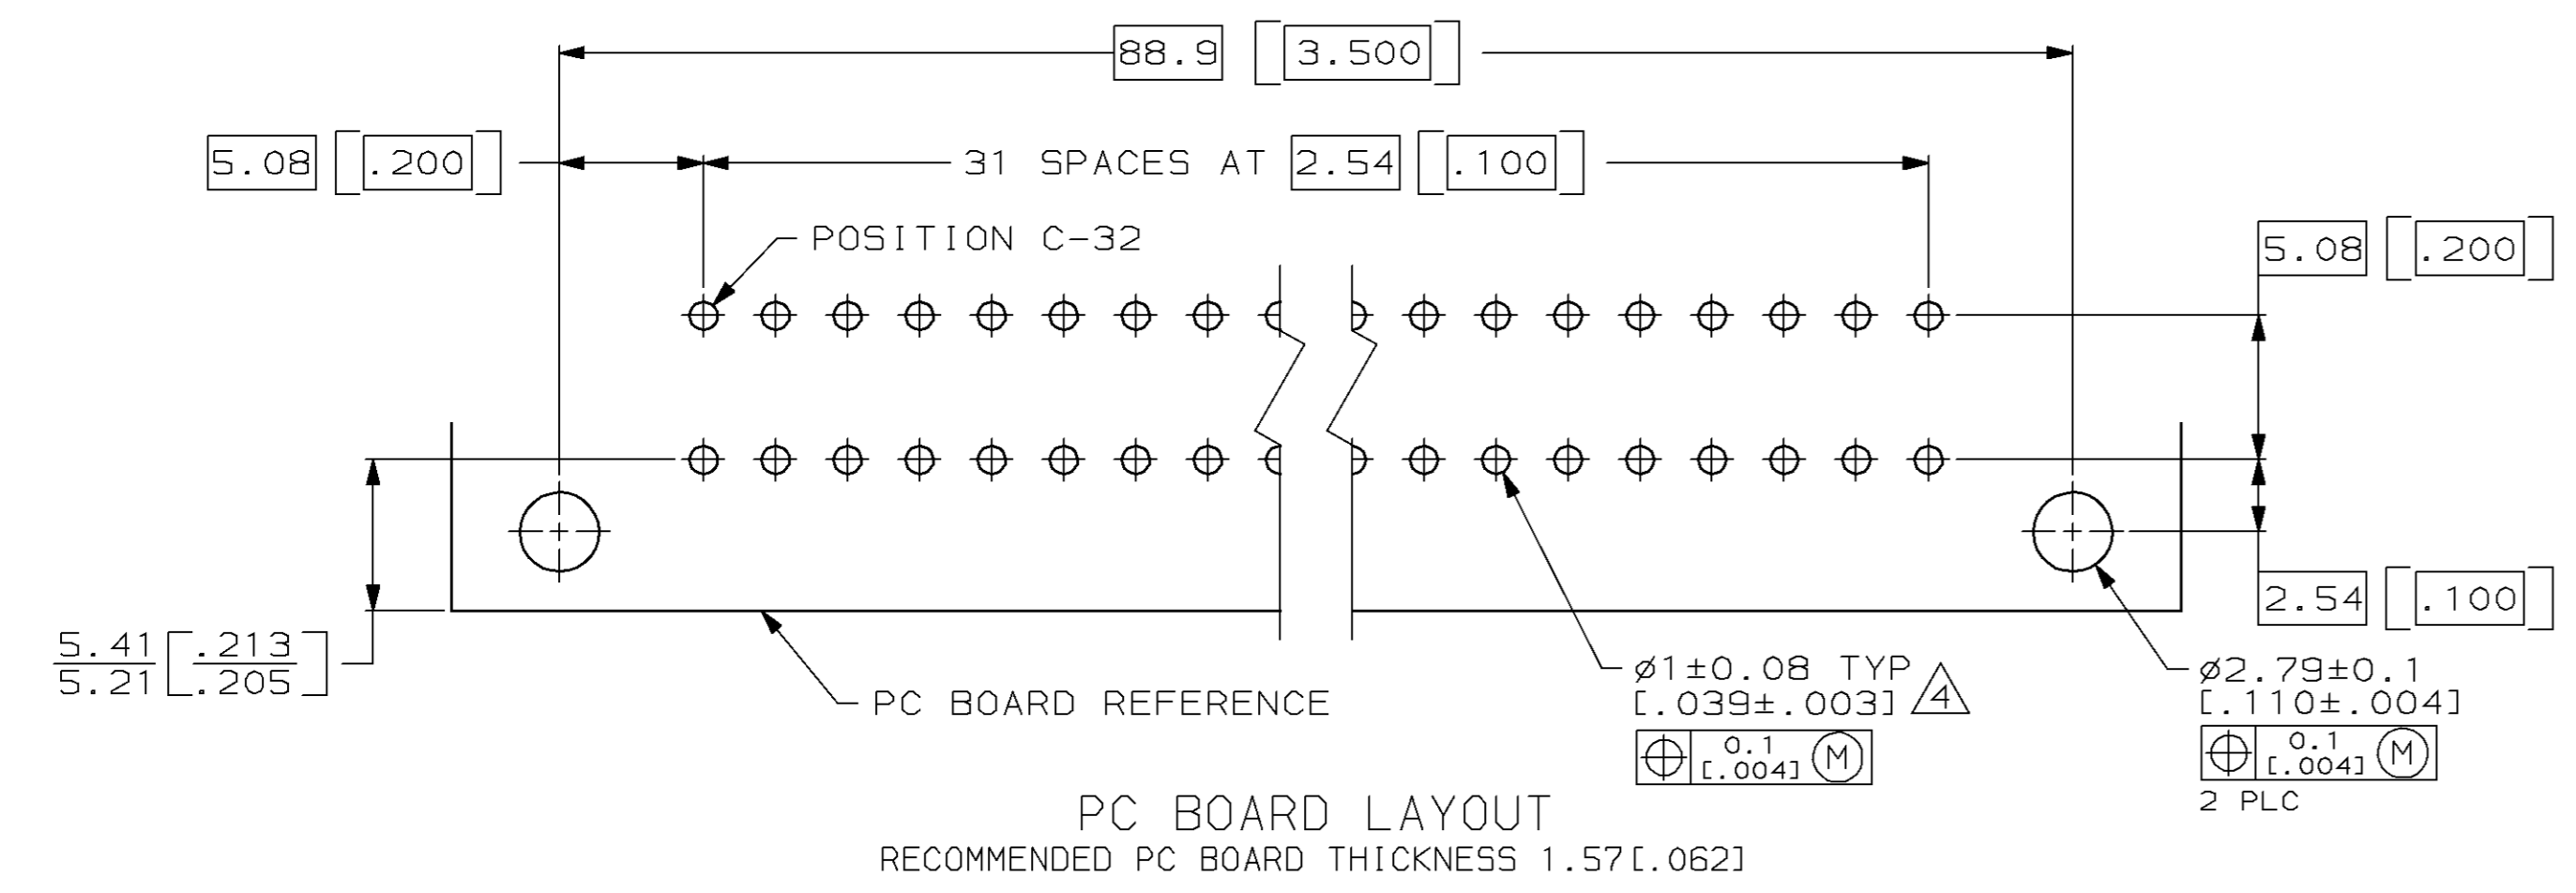 88.9 [3.500]
5.08 [.200]
31 SPACES AT 2.54 [.100]
POSITION C-32
5.08 [.200]
2.54 [.100]
5.41 [.213
5.21 .205]
PC BOARD REFERENCE
⌀1±0.08 TYP
[.039±.003] 4
⌖ 0.1 Ⓜ
[.004]
⌀2.79±0.1
[.110±.004]
⌖ 0.1 Ⓜ
[.004]
2 PLC
PC BOARD LAYOUT
RECOMMENDED PC BOARD THICKNESS 1.57[.062]